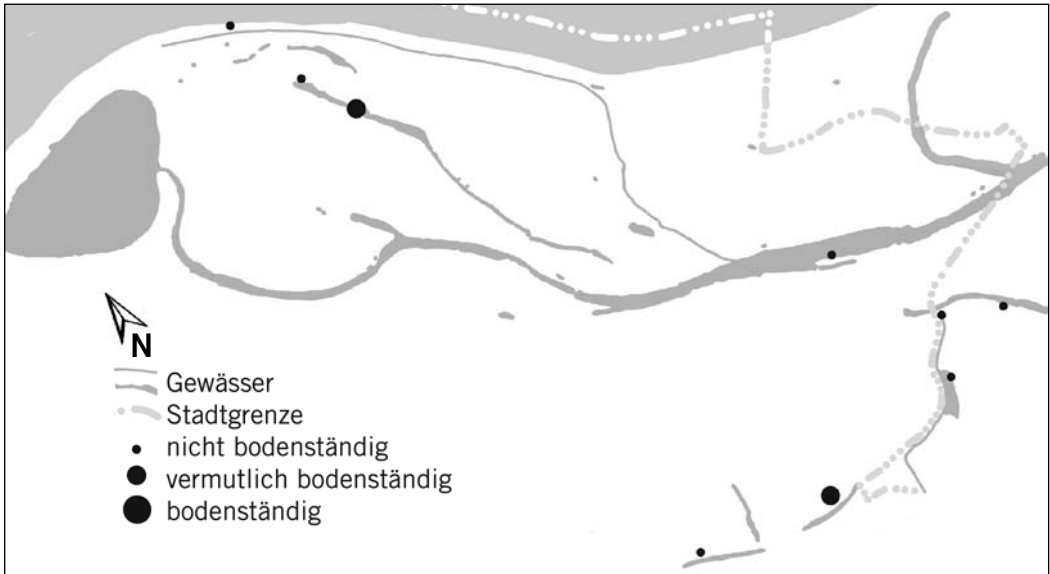 N
Gewässer
Stadtgrenze
nicht bodenständig
vermutlich bodenständig
bodenständig